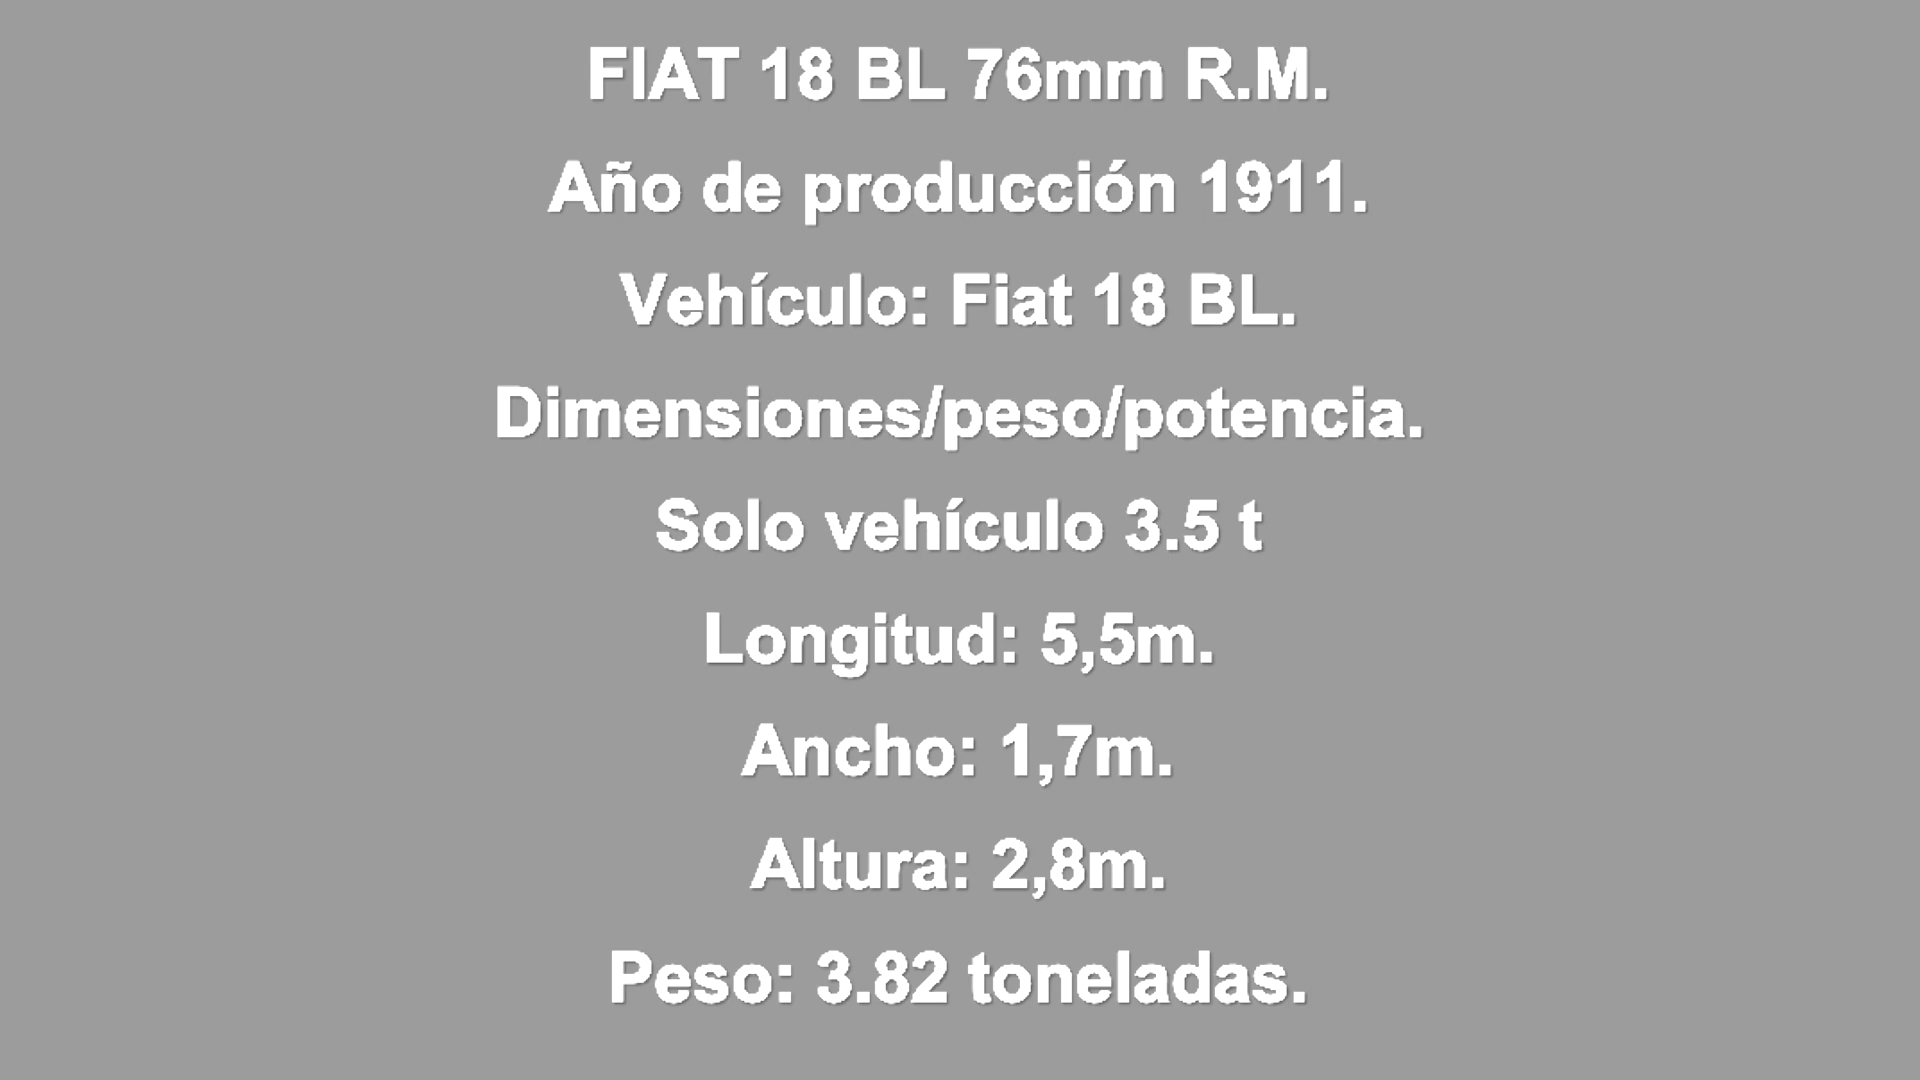 FIAT 18 BL 76mm R.M.
Año de producción 1911.
Vehículo: Fiat 18 BL.
Dimensiones/peso/potencia.
Solo vehículo 3.5 t
Longitud: 5,5m.
Ancho: 1,7m.
Altura: 2,8m.
Peso: 3.82 toneladas.